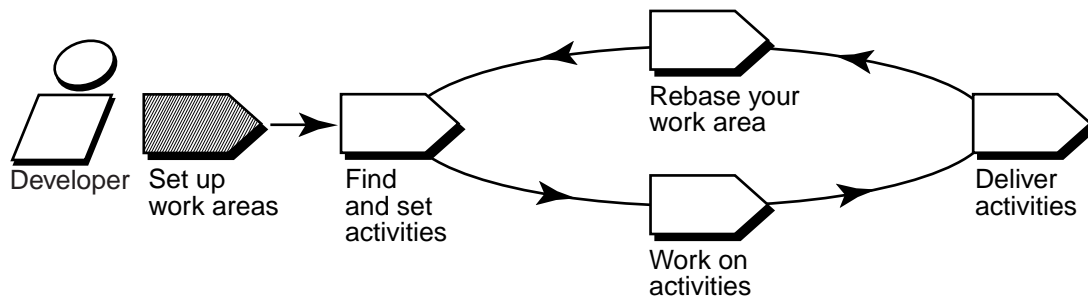 Developer
Set up
work areas
Find
and set
activities
Rebase your
work area
Work on
activities
Deliver
activities